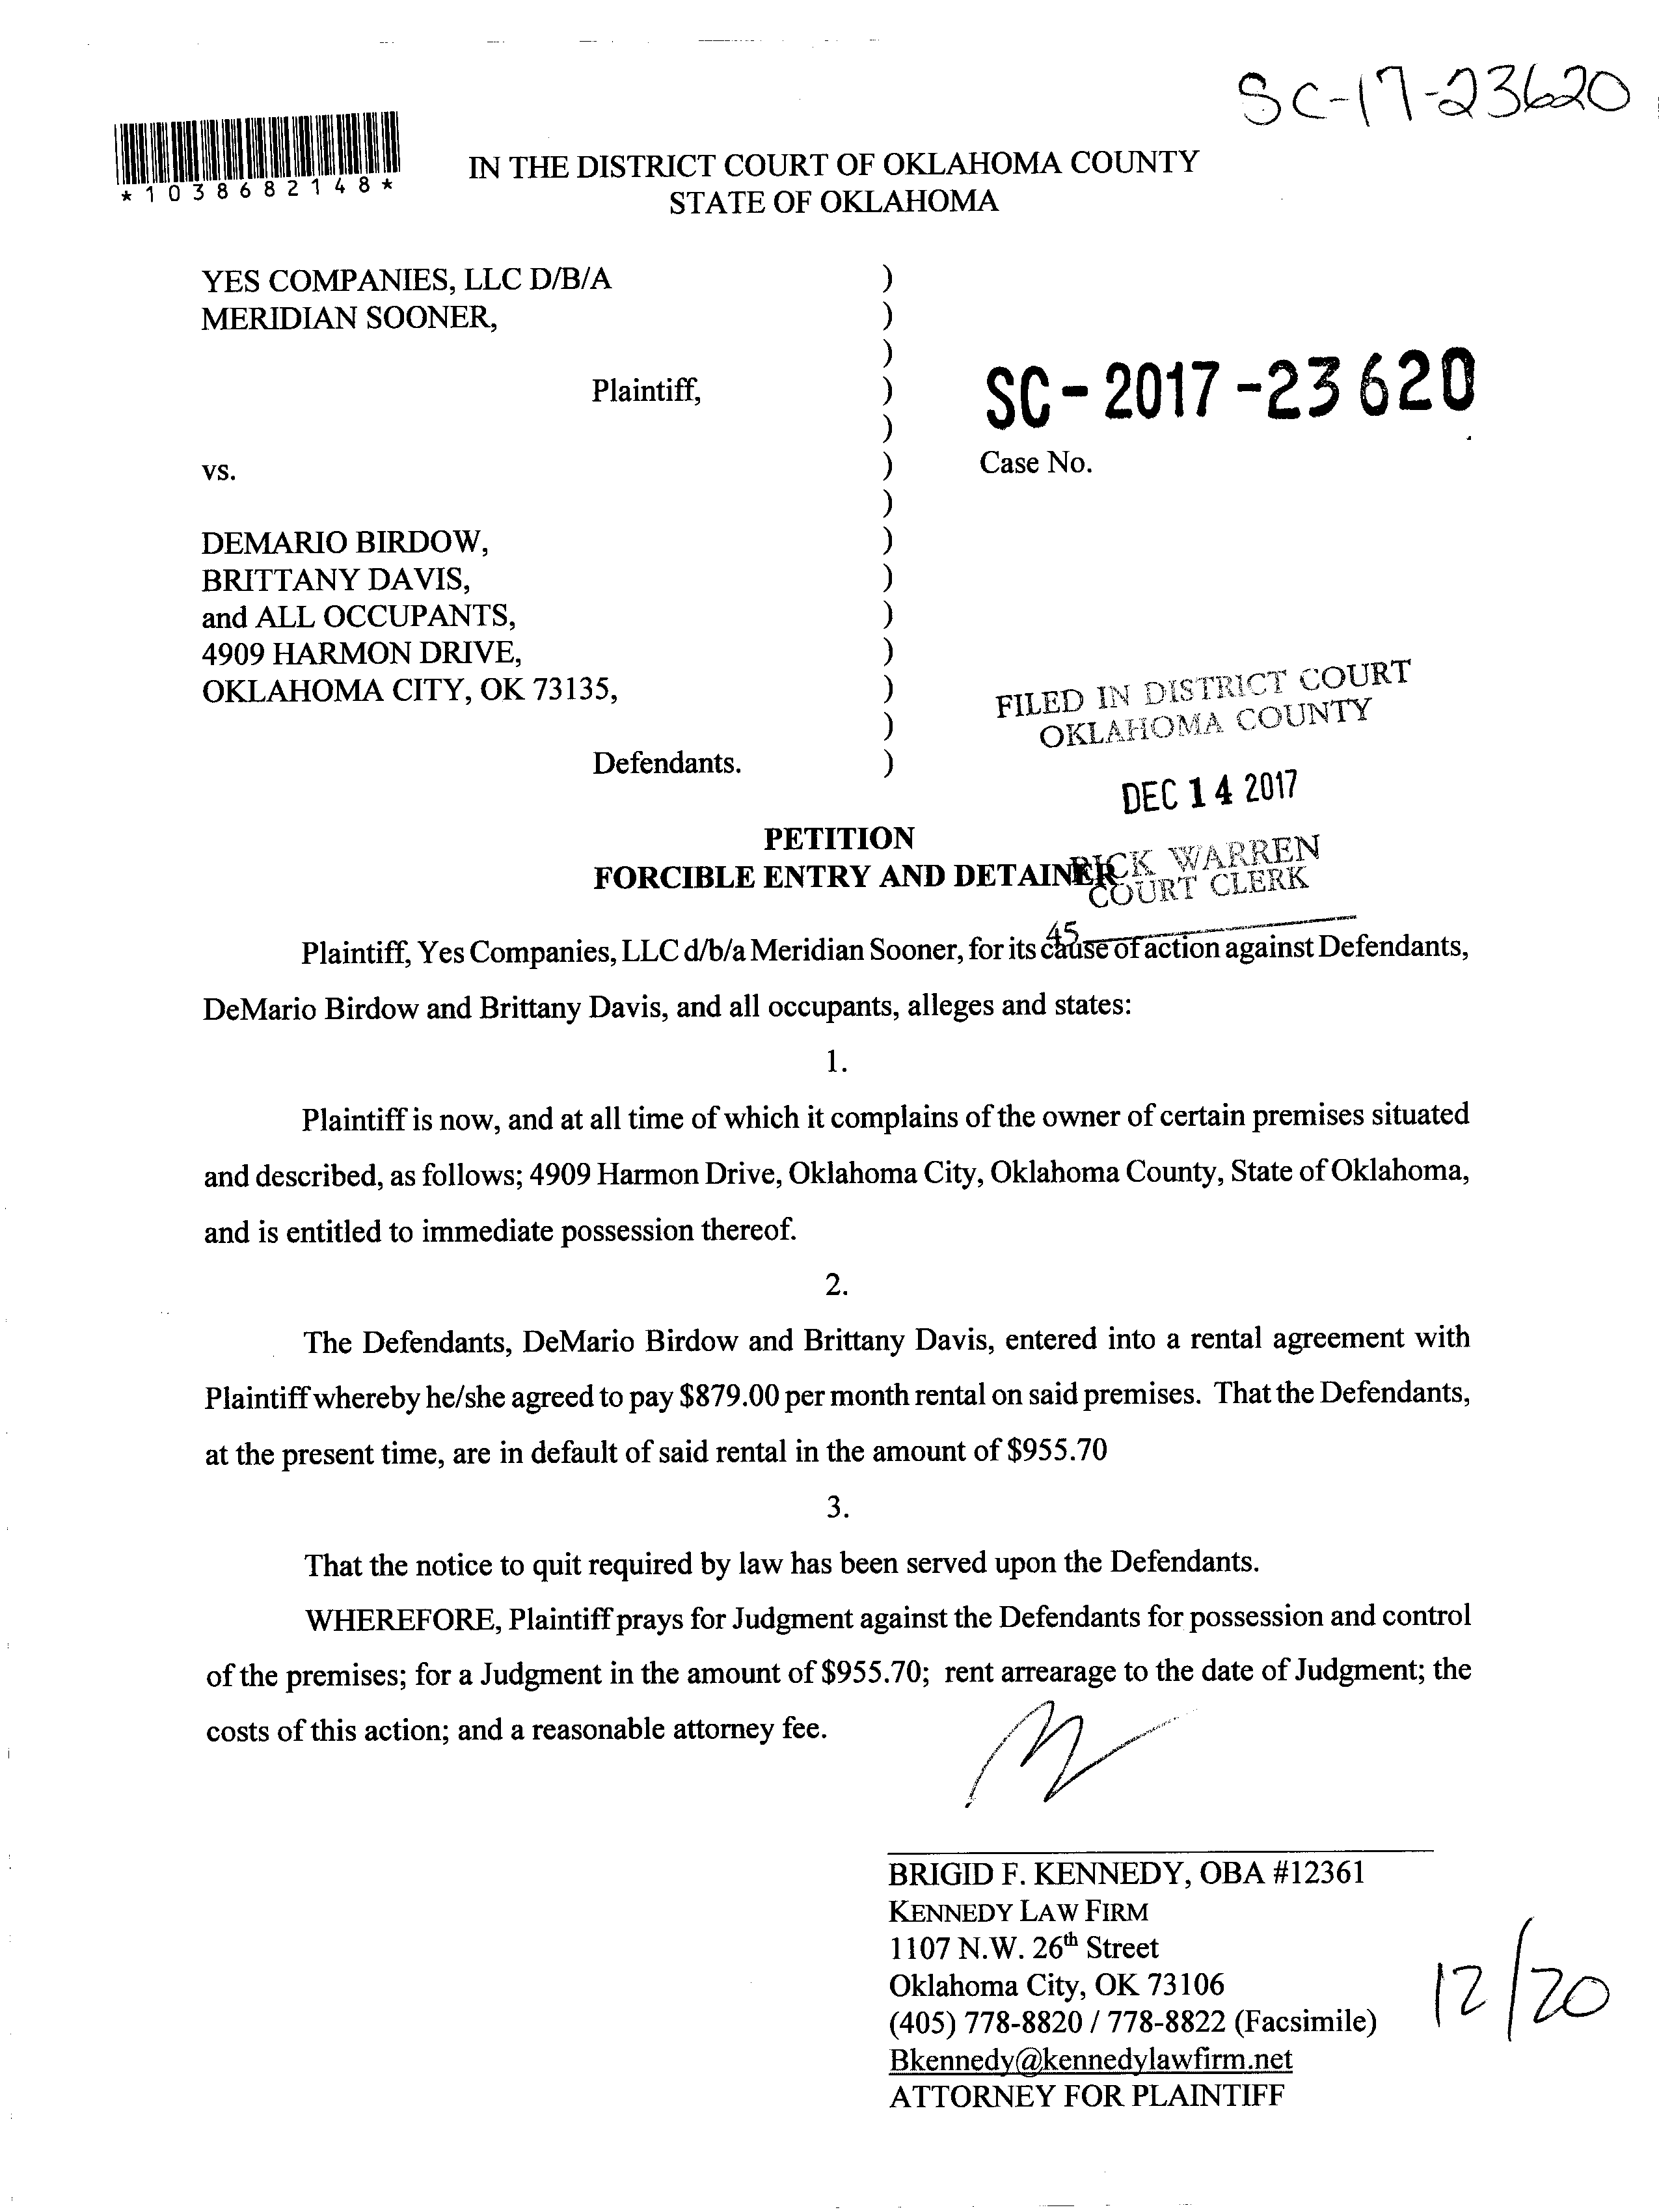 SC-17-23620
*1038682148*
IN THE DISTRICT COURT OF OKLAHOMA COUNTY
STATE OF OKLAHOMA
YES COMPANIES, LLC D/B/A )
MERIDIAN SOONER, )
)
Plaintiff, )
SC-2017-23620
)
vs. )
Case No.
)
DEMARIO BIRDOW, )
BRITTANY DAVIS, )
and ALL OCCUPANTS, )
4909 HARMON DRIVE, )
OKLAHOMA CITY, OK 73135, )
)
Defendants. )
FILED IN DISTRICT COURT
OKLAHOMA COUNTY
DEC 14 2017
RICK WARREN
COURT CLERK
45
PETITION
FORCIBLE ENTRY AND DETAINER
Plaintiff, Yes Companies, LLC d/b/a Meridian Sooner, for its cause of action against Defendants,
DeMario Birdow and Brittany Davis, and all occupants, alleges and states:
1.
Plaintiff is now, and at all time of which it complains of the owner of certain premises situated
and described, as follows; 4909 Harmon Drive, Oklahoma City, Oklahoma County, State of Oklahoma,
and is entitled to immediate possession thereof.
2.
The Defendants, DeMario Birdow and Brittany Davis, entered into a rental agreement with
Plaintiff whereby he/she agreed to pay $879.00 per month rental on said premises. That the Defendants,
at the present time, are in default of said rental in the amount of $955.70
3.
That the notice to quit required by law has been served upon the Defendants.
WHEREFORE, Plaintiff prays for Judgment against the Defendants for possession and control
of the premises; for a Judgment in the amount of $955.70; rent arrearage to the date of Judgment; the
costs of this action; and a reasonable attorney fee.
BRIGID F. KENNEDY, OBA #12361
KENNEDY LAW FIRM
1107 N.W. 26th Street
Oklahoma City, OK 73106
(405) 778-8820 / 778-8822 (Facsimile)
Bkennedy@kennedylawfirm.net
ATTORNEY FOR PLAINTIFF
12/20